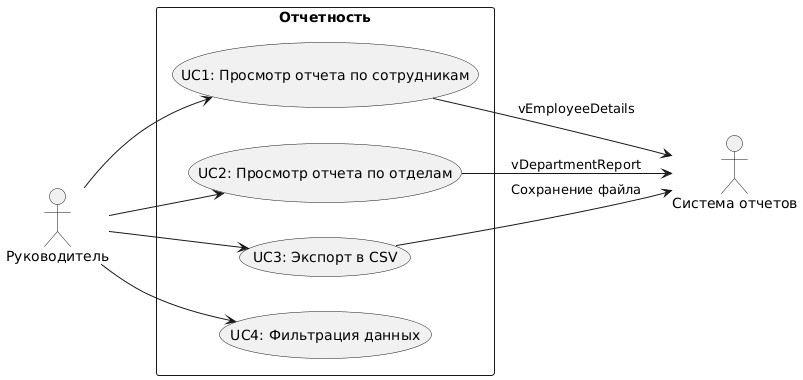 Отчетность
UC1: Просмотр отчета по сотрудникам
vEmployeeDetails
UC2: Просмотр отчета по отделам
vDepartmentReport
Сохранение файла
Система отчетов
Руководитель
UC3: Экспорт в CSV
UC4: Фильтрация данных